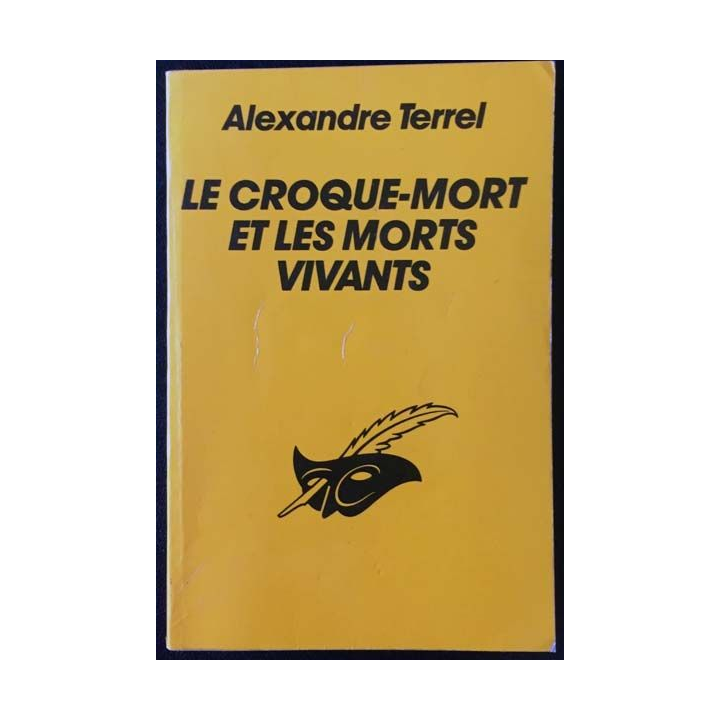 Alexandre Terrel
LE CROQUE-MORT
ET LES MORTS
VIVANTS